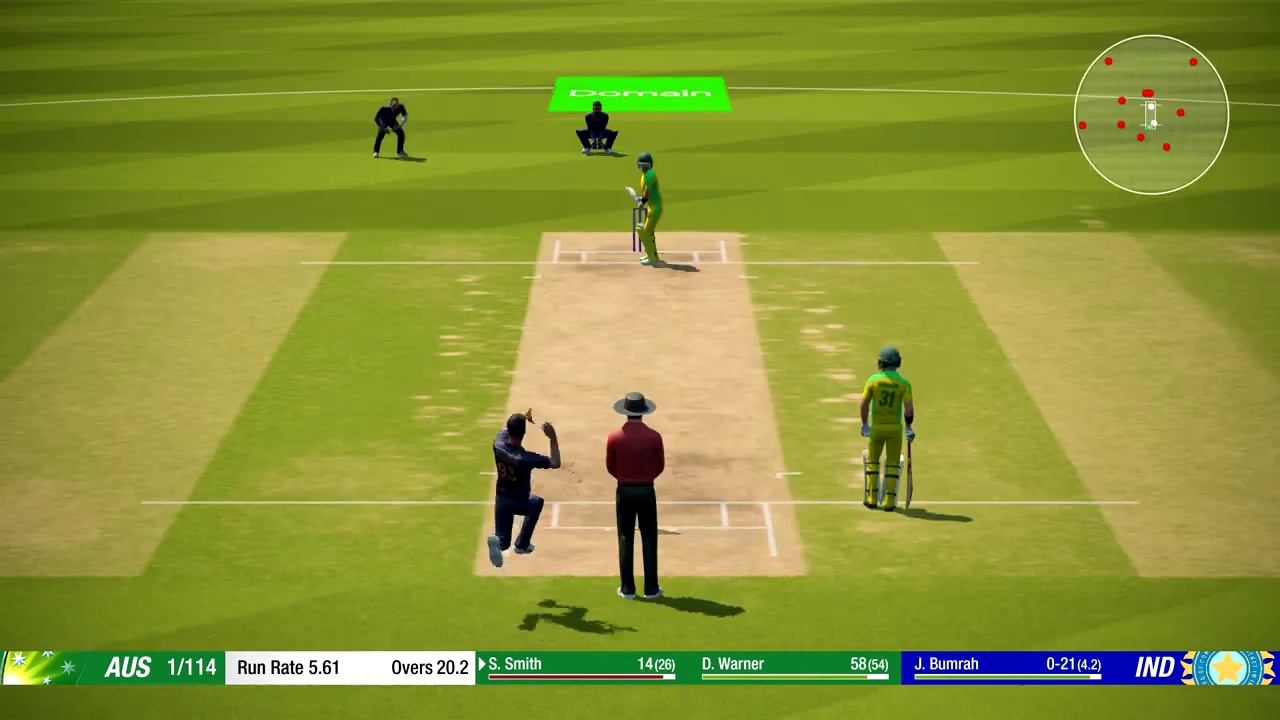 Domain
31
93
AUS 1/114 Run Rate 5.61 Overs 20.2 S. Smith 14(26) D. Warner 58(54) J. Bumrah 0-21(4.2) IND